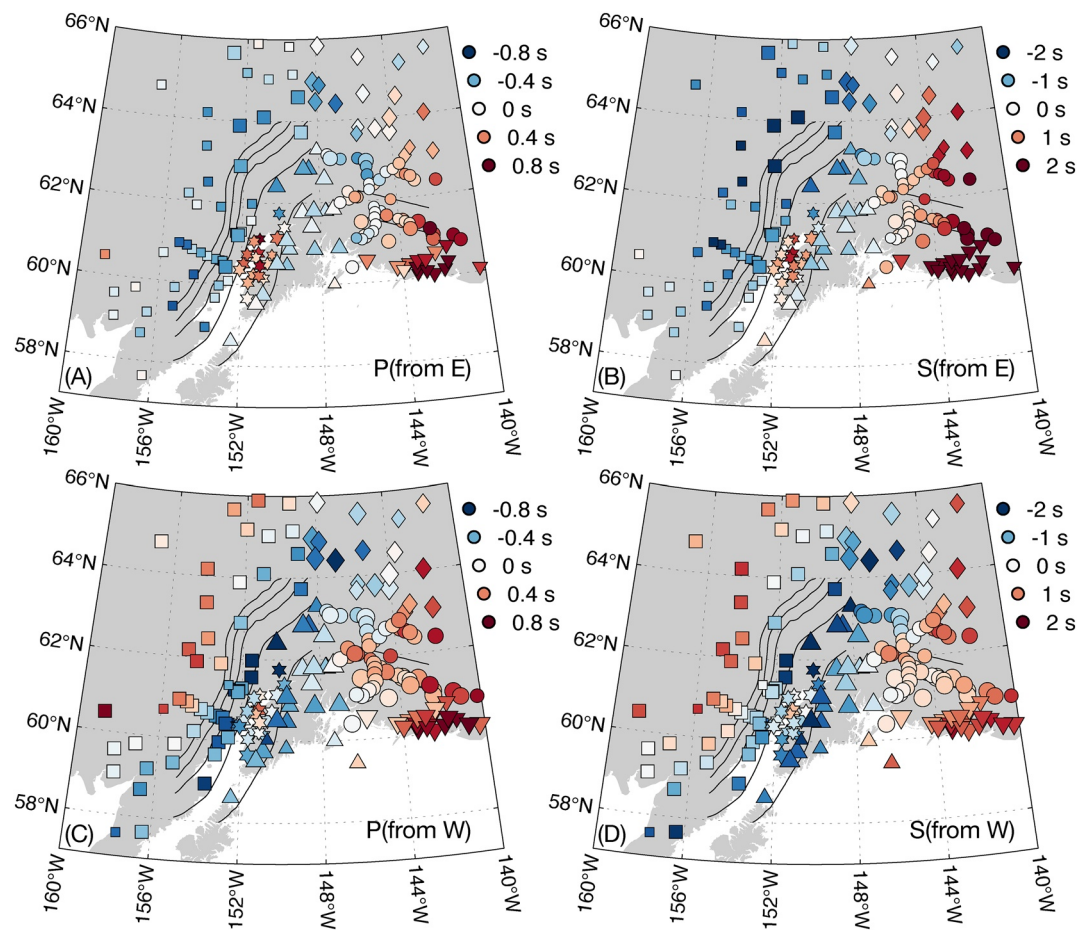 66°N
64°N
62°N
60°N
58°N
160°W
156°W
152°W
148°W
144°W
140°W
-0.8 s
-0.4 s
0 s
0.4 s
0.8 s
(A)
P(from E)
66°N
64°N
62°N
60°N
58°N
160°W
156°W
152°W
148°W
144°W
140°W
-2 s
-1 s
0 s
1 s
2 s
(B)
S(from E)
66°N
64°N
62°N
60°N
58°N
160°W
156°W
152°W
148°W
144°W
140°W
-0.8 s
-0.4 s
0 s
0.4 s
0.8 s
(C)
P(from W)
66°N
64°N
62°N
60°N
58°N
160°W
156°W
152°W
148°W
144°W
140°W
-2 s
-1 s
0 s
1 s
2 s
(D)
S(from W)